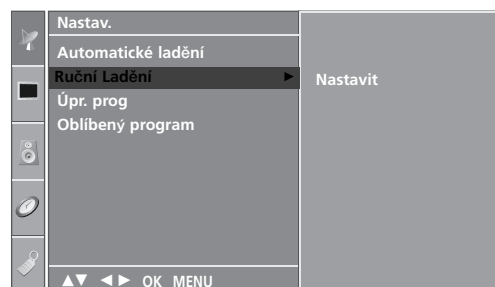 Nastav.
Automatické ladění
Ruční Ladění ►
Nastavit
Úpr. prog
Oblíbený program
▲▼ ◄► OK MENU